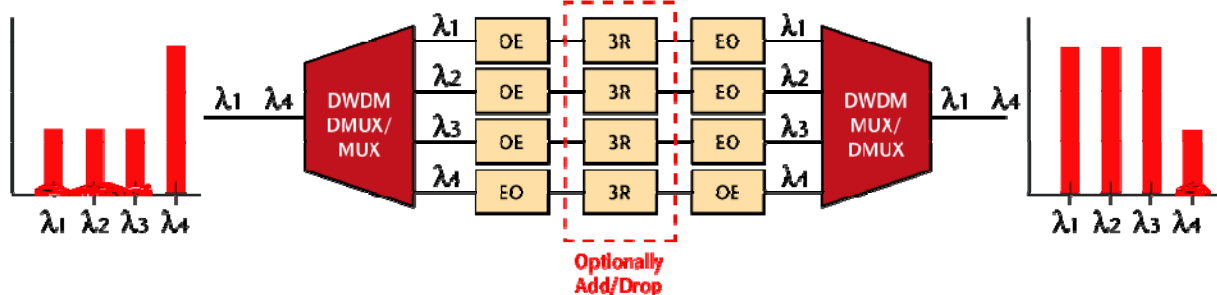 λ1 λ2 λ3 λ4
λ1 λ4
DWDM
DMUX/
MUX
λ1 OE 3R EO λ1
λ2 OE 3R EO λ2
λ3 OE 3R EO λ3
λ4 EO 3R OE λ4
Optionally
Add/Drop
DWDM
MUX/
DMUX
λ1 λ4
λ1 λ2 λ3 λ4